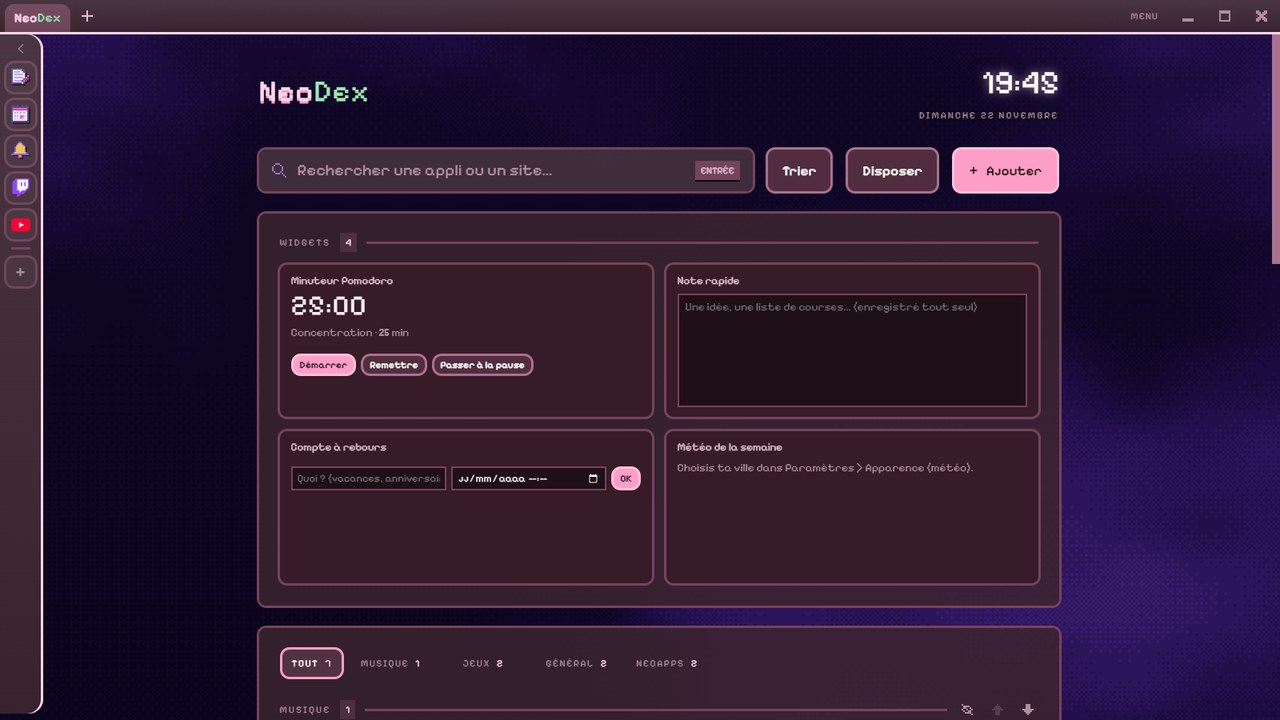 NeoDex
MENU
NeoDex
19:42
DIMANCHE 22 NOVEMBRE
Rechercher une appli ou un site...
ENTRÉE
Trier
Disposer
+ Ajouter
WIDGETS 4
Minuteur Pomodoro
25:00
Concentration · 25 min
Démarrer
Remettre
Passer à la pause
Note rapide
Une idée, une liste de courses... (enregistré tout seul)
Compte à rebours
Quoi ? (vacances, anniversai
jj/mm/aaaa --:--
OK
Météo de la semaine
Choisis ta ville dans Paramètres > Apparence (météo).
TOUT 7
MUSIQUE 1
JEUX 2
GÉNÉRAL 2
NEOAPPS 2
MUSIQUE 1